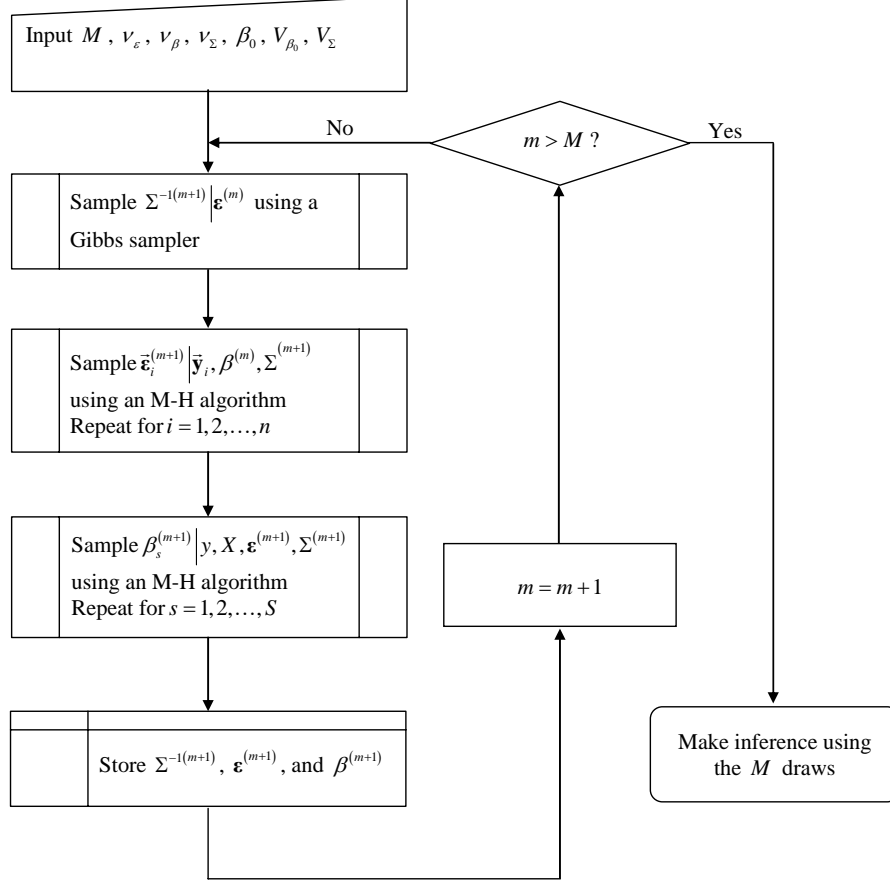 Input M , ν_ε , ν_β , ν_Σ , β_0 , V_{β_0} , V_Σ
No
m > M ?
Yes
Sample Σ^{-1(m+1)} | ε^{(m)} using a
Gibbs sampler
Sample ε⃗_i^{(m+1)} | y⃗_i , β^{(m)} , Σ^{(m+1)}
using an M-H algorithm
Repeat for i = 1, 2, …, n
Sample β_s^{(m+1)} | y, X, ε^{(m+1)}, Σ^{(m+1)}
using an M-H algorithm
Repeat for s = 1, 2, …, S
m = m + 1
Store Σ^{-1(m+1)} , ε^{(m+1)} , and β^{(m+1)}
Make inference using
the M draws